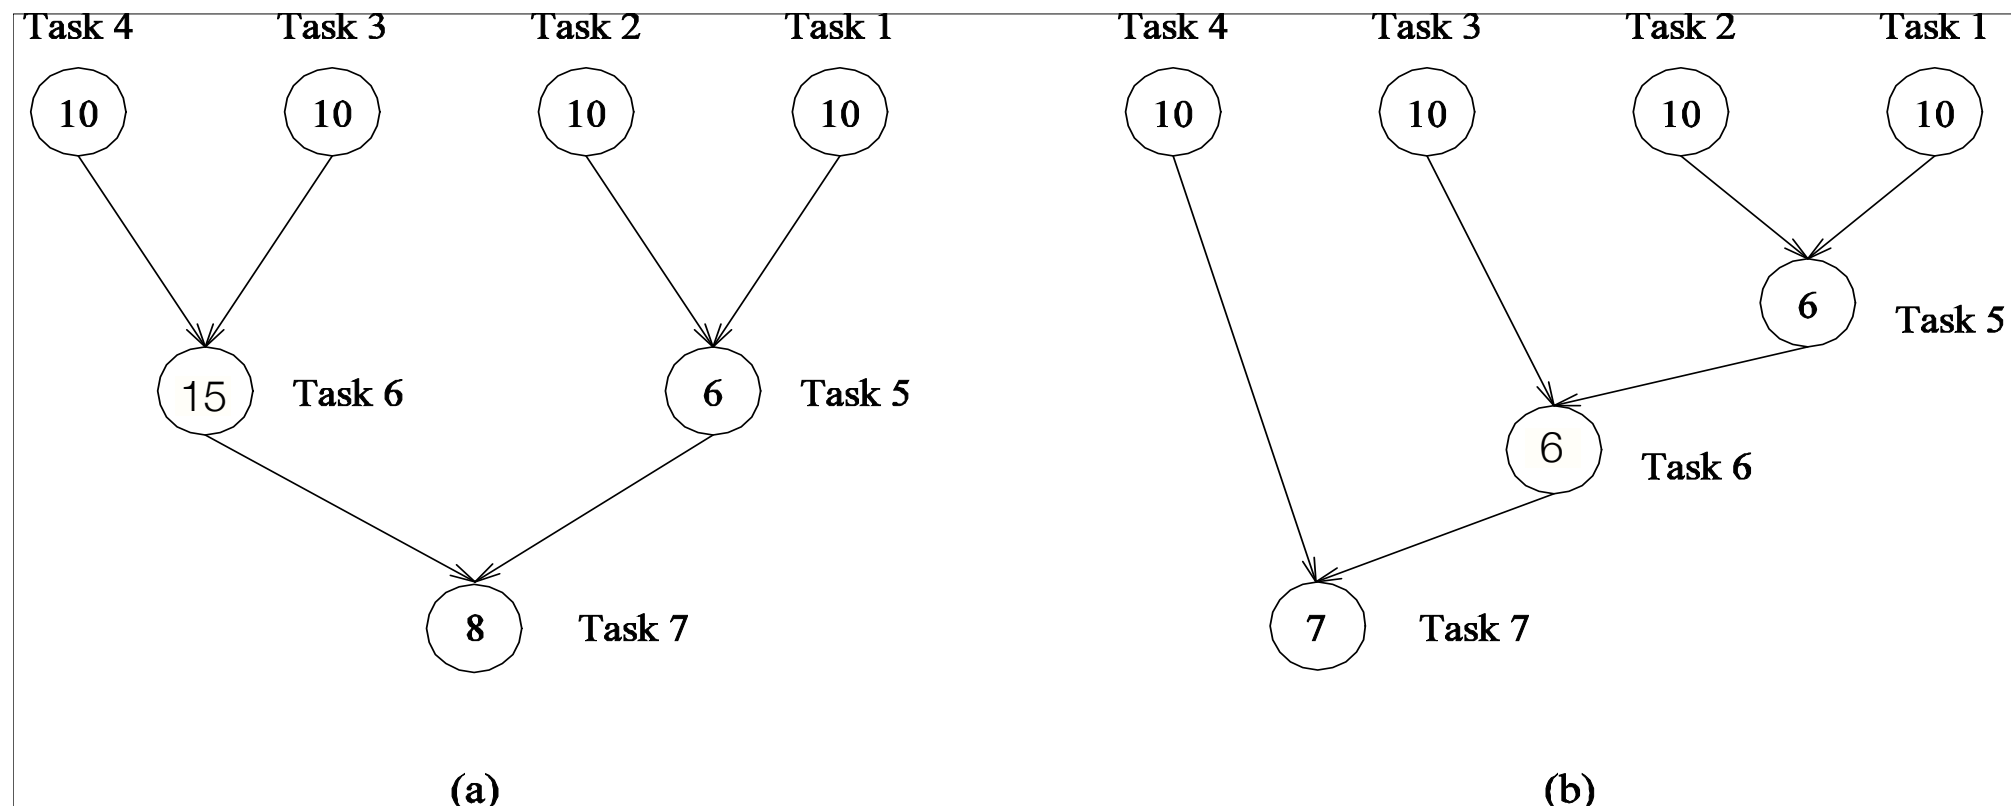 Task 4 Task 3 Task 2 Task 1
10 10 10 10
15 Task 6 6 Task 5
8 Task 7
(a)
Task 4 Task 3 Task 2 Task 1
10 10 10 10
6 Task 5
6 Task 6
7 Task 7
(b)